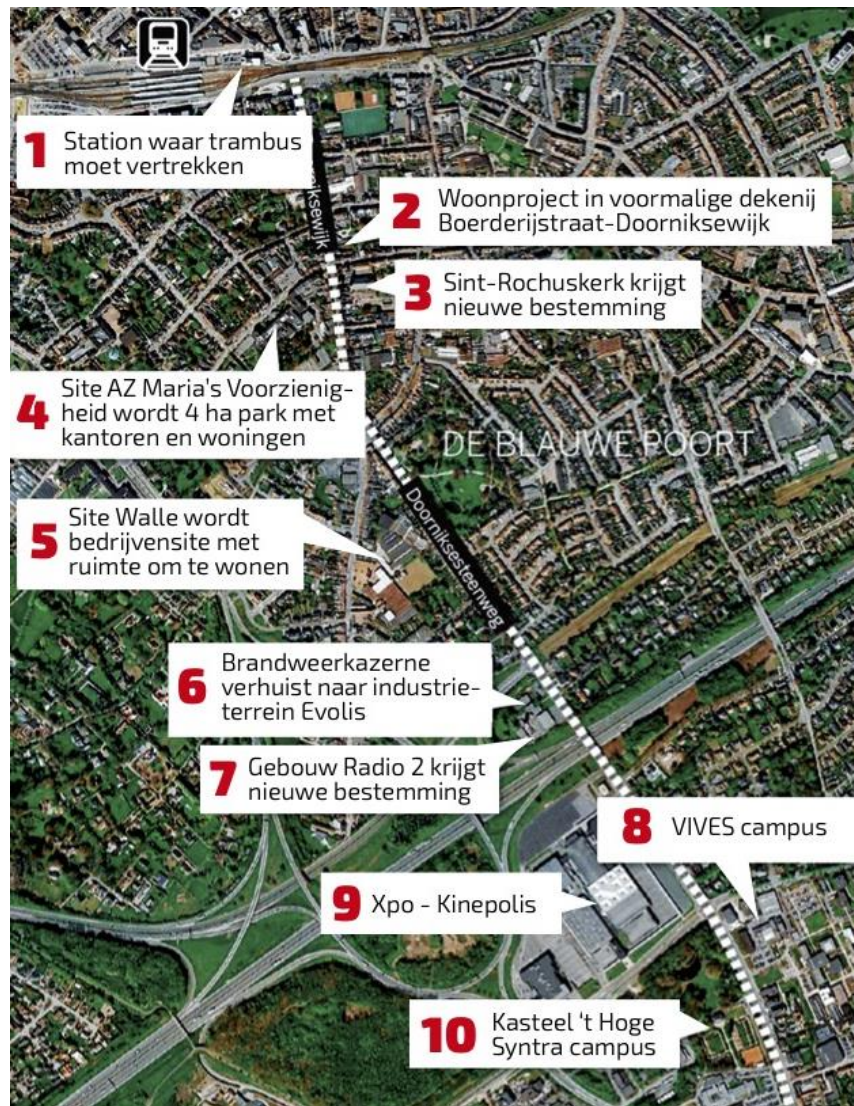 1 Station waar trambus
moet vertrekken
Doorniksewijk
2 Woonproject in voormalige dekenij
Boerderijstraat-Doorniksewijk
3 Sint-Rochuskerk krijgt
nieuwe bestemming
4 Site AZ Maria's Voorzienig-
heid wordt 4 ha park met
kantoren en woningen
DE BLAUWE POORT
5 Site Walle wordt
bedrijvensite met
ruimte om te wonen
Doorniksesteenweg
6 Brandweerkazerne
verhuist naar industrie-
terrein Evolis
7 Gebouw Radio 2 krijgt
nieuwe bestemming
8 VIVES campus
9 Xpo - Kinepolis
10 Kasteel ‘t Hoge
Syntra campus